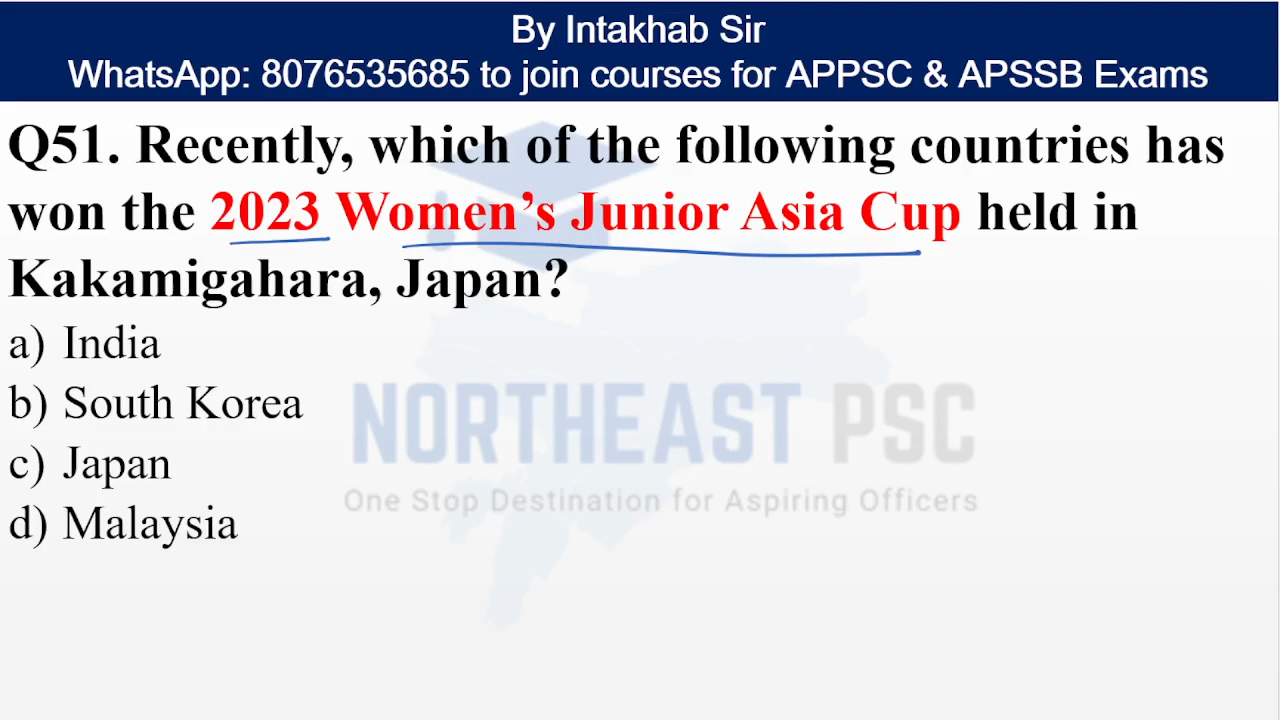 By Intakhab Sir
WhatsApp: 8076535685 to join courses for APPSC & APSSB Exams
Q51. Recently, which of the following countries has
won the 2023 Women’s Junior Asia Cup held in
Kakamigahara, Japan?
a) India
b) South Korea
c) Japan
d) Malaysia
NORTHEAST PSC
One Stop Destination for Aspiring Officers